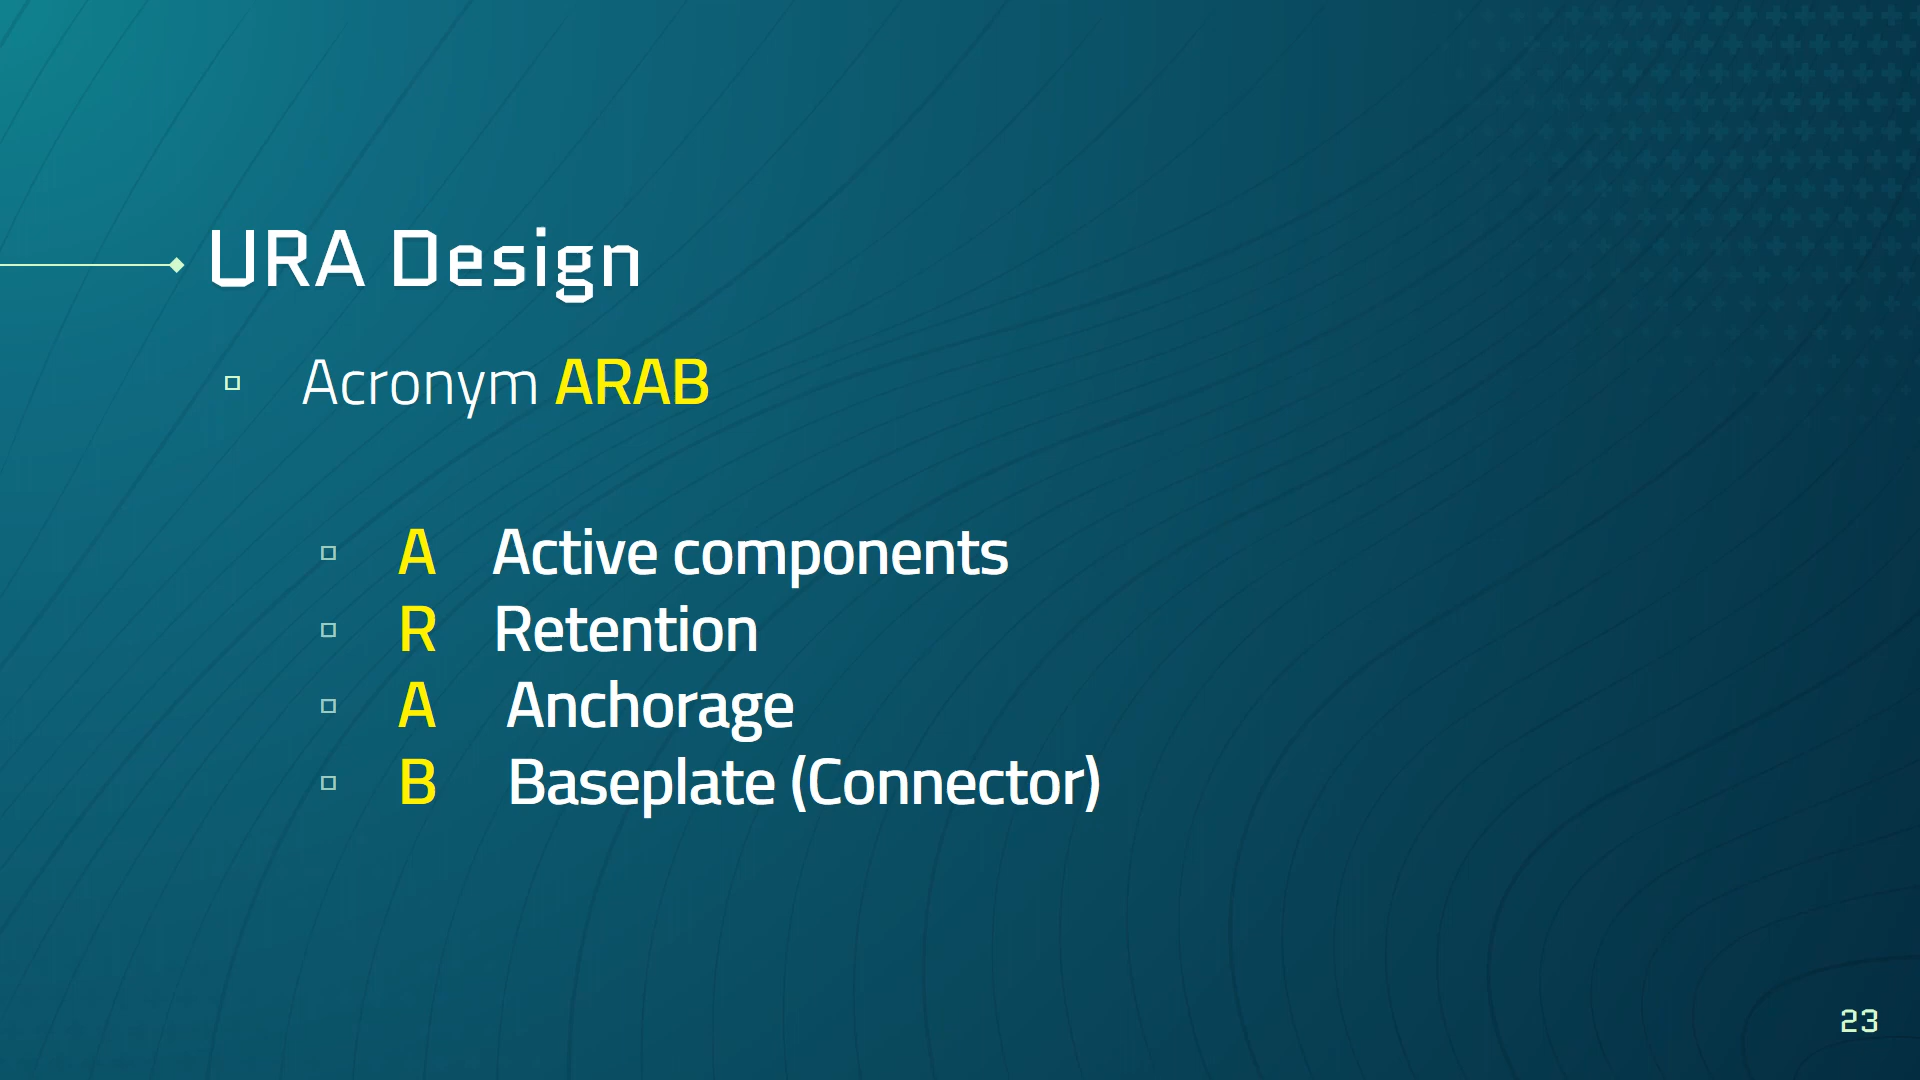 URA Design
Acronym ARAB
A Active components
R Retention
A Anchorage
B Baseplate (Connector)
23